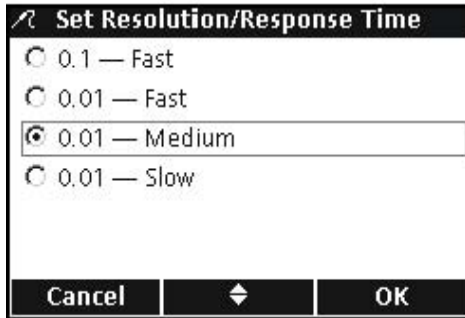 Set Resolution/Response Time
0.1 — Fast
0.01 — Fast
0.01 — Medium
0.01 — Slow
Cancel OK